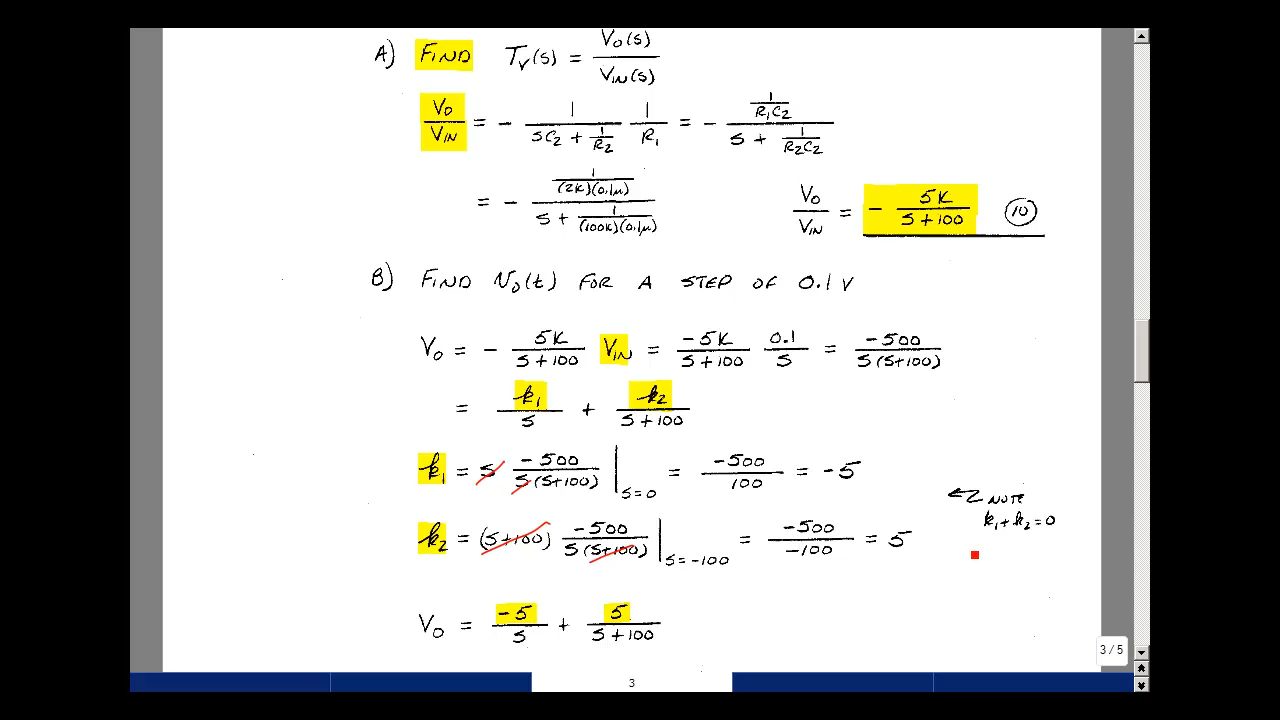 A) FIND T_V(S) = V_O(S) / V_IN(S)
V_O / V_IN = - 1 / (SC_2 + 1/R_2) 1/R_1 = - (1/(R_1C_2)) / (S + 1/(R_2C_2))
= - (1/((2K)(0.1μ))) / (S + 1/((100K)(0.1μ))) V_O / V_IN = - 5K / (S+100) (10)
B) FIND V_O(t) FOR A STEP OF 0.1 V
V_O = - 5K / (S+100) V_IN = -5K / (S+100) 0.1 / S = -500 / (S(S+100))
= k_1 / S + k_2 / (S+100)
k_1 = S -500 / (S(S+100)) |_S=0 = -500 / 100 = -5
NOTE
k_1+k_2=0
k_2 = (S+100) -500 / (S(S+100)) |_S=-100 = -500 / -100 = 5
V_O = -5 / S + 5 / (S+100)
3 / 5
3